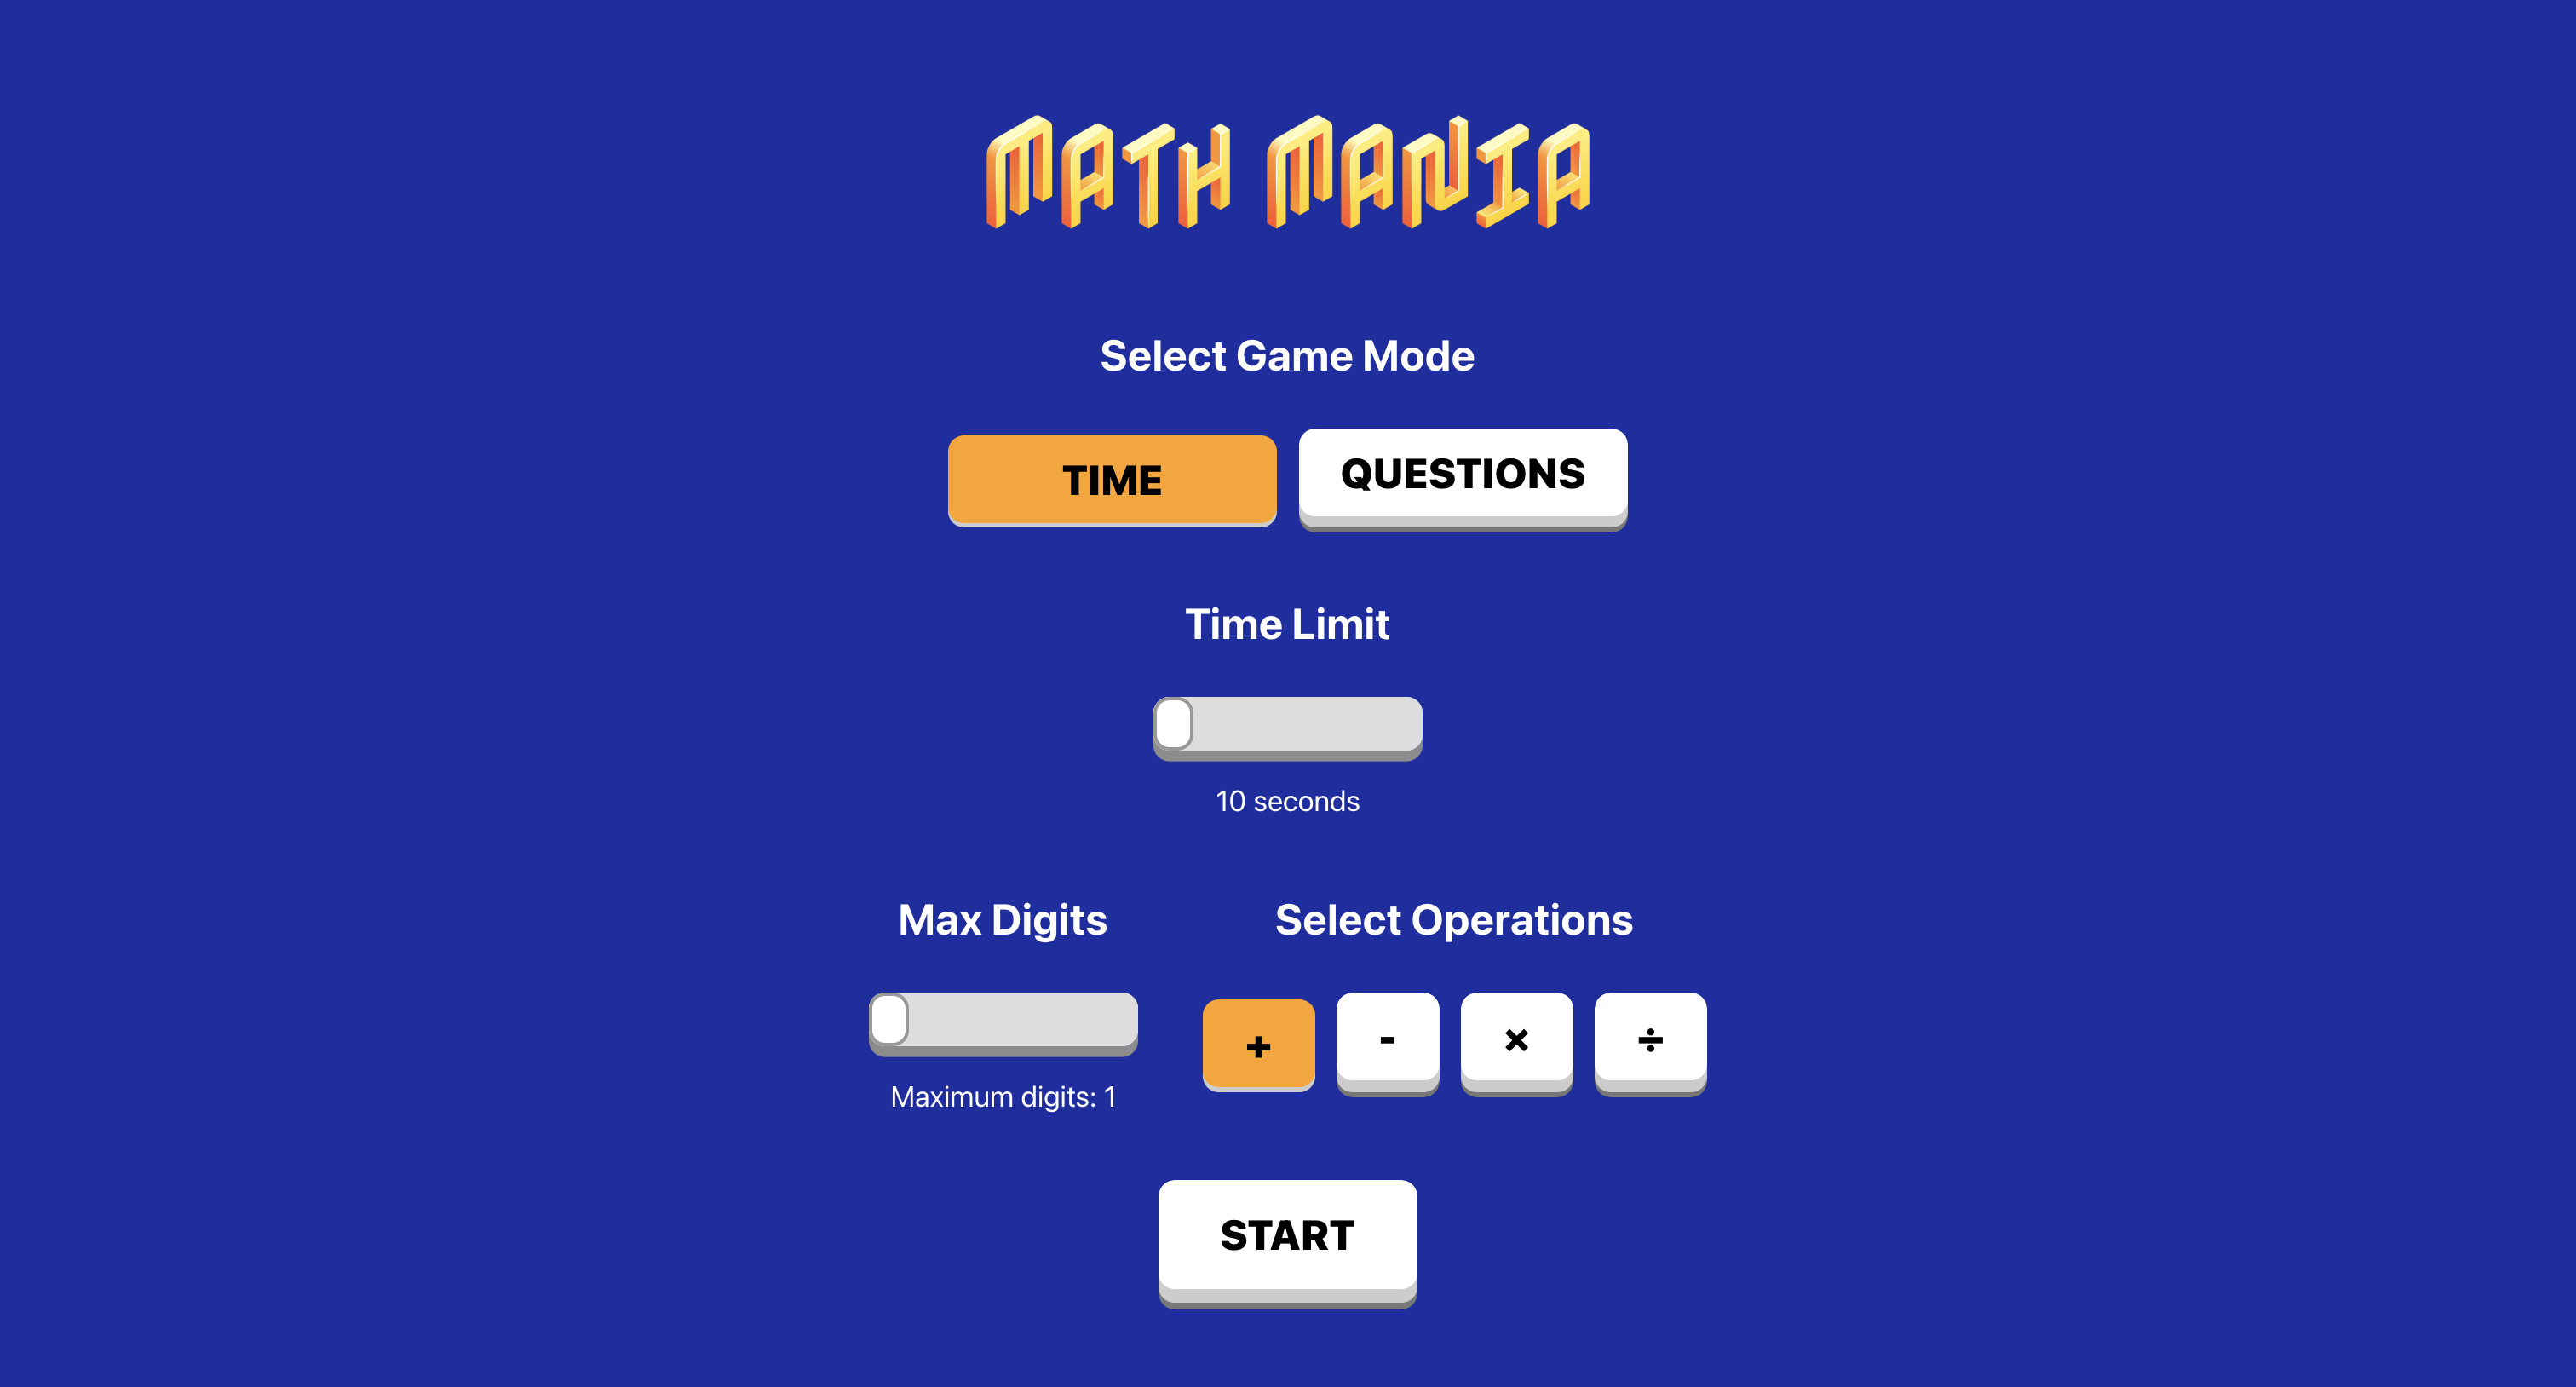 MATH MANIA
Select Game Mode
TIME QUESTIONS
Time Limit
10 seconds
Max Digits Select Operations
+ - × ÷
Maximum digits: 1
START